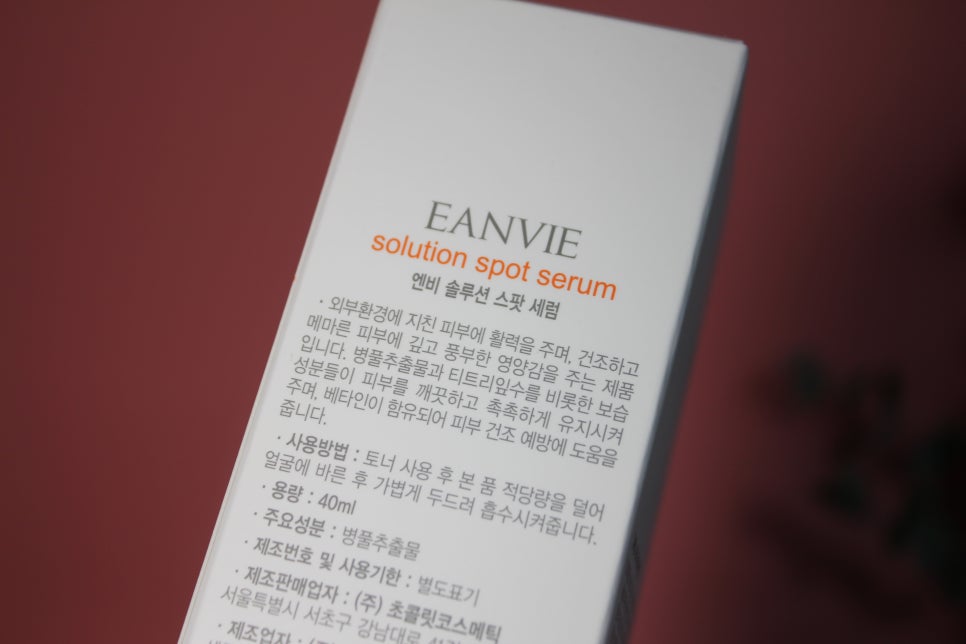 EANVIE
solution spot serum
엔비 솔루션 스팟 세럼
· 외부환경에 지친 피부에 활력을 주며, 건조하고
메마른 피부에 깊고 풍부한 영양감을 주는 제품
입니다. 병풀추출물과 티트리잎수를 비롯한 보습
성분들이 피부를 깨끗하고 촉촉하게 유지시켜
주며, 베타인이 함유되어 피부 건조 예방에 도움을
줍니다.
· 사용방법 : 토너 사용 후 본 품 적당량을 덜어
얼굴에 바른 후 가볍게 두드려 흡수시켜줍니다.
· 용량 : 40ml
· 주요성분 : 병풀추출물
· 제조번호 및 사용기한 : 별도표기
· 제조판매업자 : (주) 초콜릿코스메틱
서울특별시 서초구 강남대로
· 제조업자 :